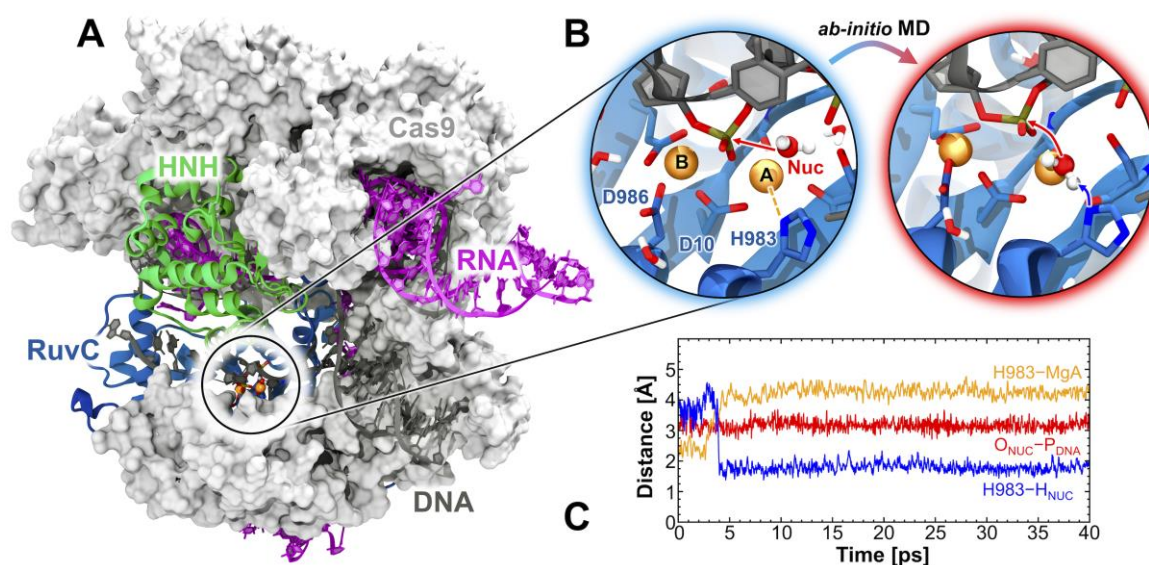 A
Cas9
HNH
RNA
RuvC
DNA
B
ab-initio MD
B
A
Nuc
D986
D10
H983
C
Distance [Å]
5
4
3
2
1
0
H983–MgA
O_NUC–P_DNA
H983–H_NUC
0 5 10 15 20 25 30 35 40
Time [ps]